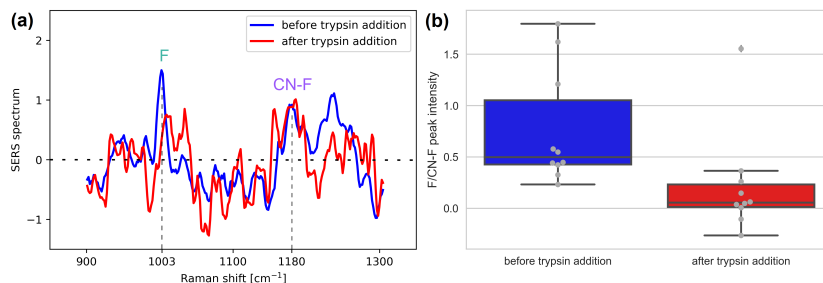 (a)
before trypsin addition
after trypsin addition
F
CN-F
SERS spectrum
2
1
0
−1
900
1003
1100
1180
1300
Raman shift [cm⁻¹]
(b)
F/CN-F peak intensity
1.5
1.0
0.5
0.0
before trypsin addition
after trypsin addition